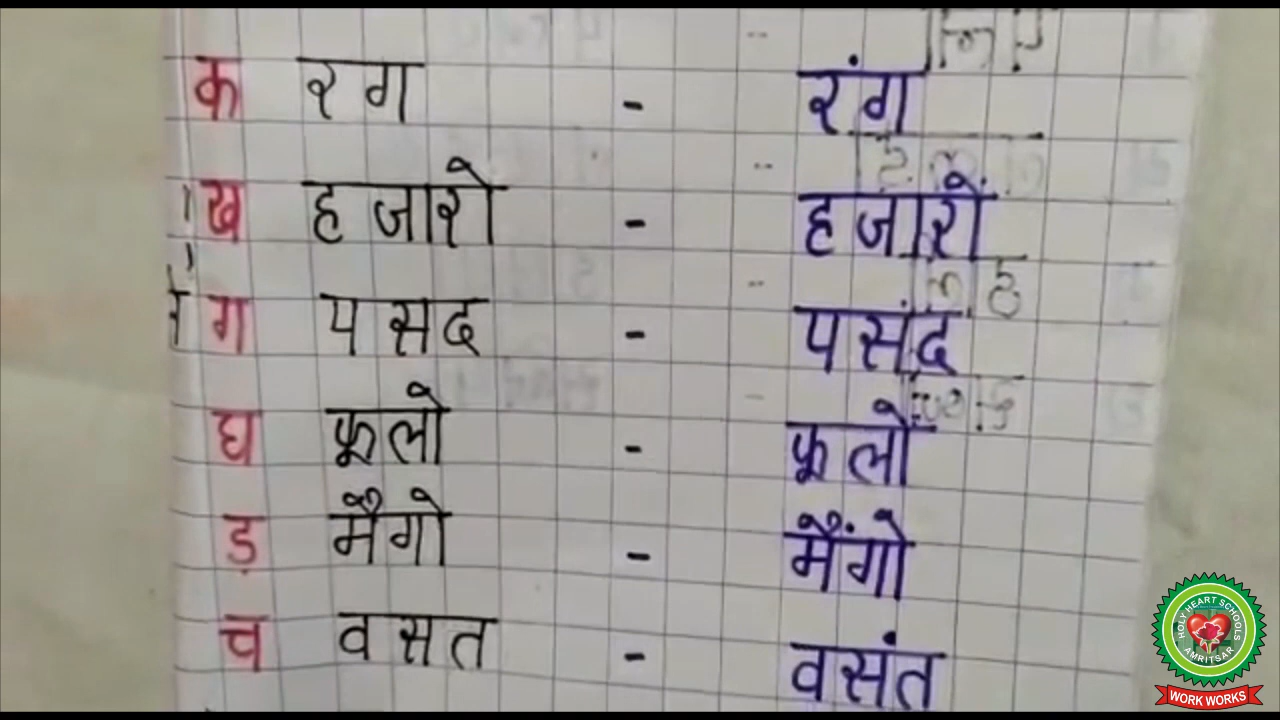 क रग - रंग
ख हजारो - हजारों
ग पसद - पसंद
घ फूलो - फूलों
ड़ मैगो - मैंगो
च वसत - वसंत
HOLY HEART SCHOOLS
AMRITSAR
WORK WORKS